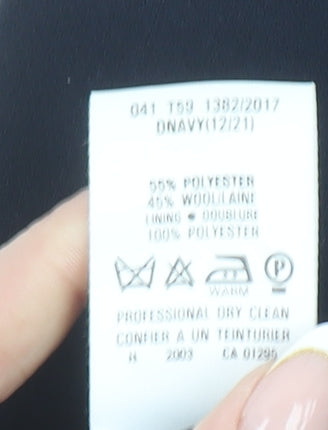 041 T59 1382/2017
DNAVY(12/21)
55% POLYESTER
45% WOOL/LAINE
LINING • DOUBLURE
100% POLYESTER
P
WARM
PROFESSIONAL DRY CLEAN
CONFIER A UN TEINTURIER
R 2003 CA 01295